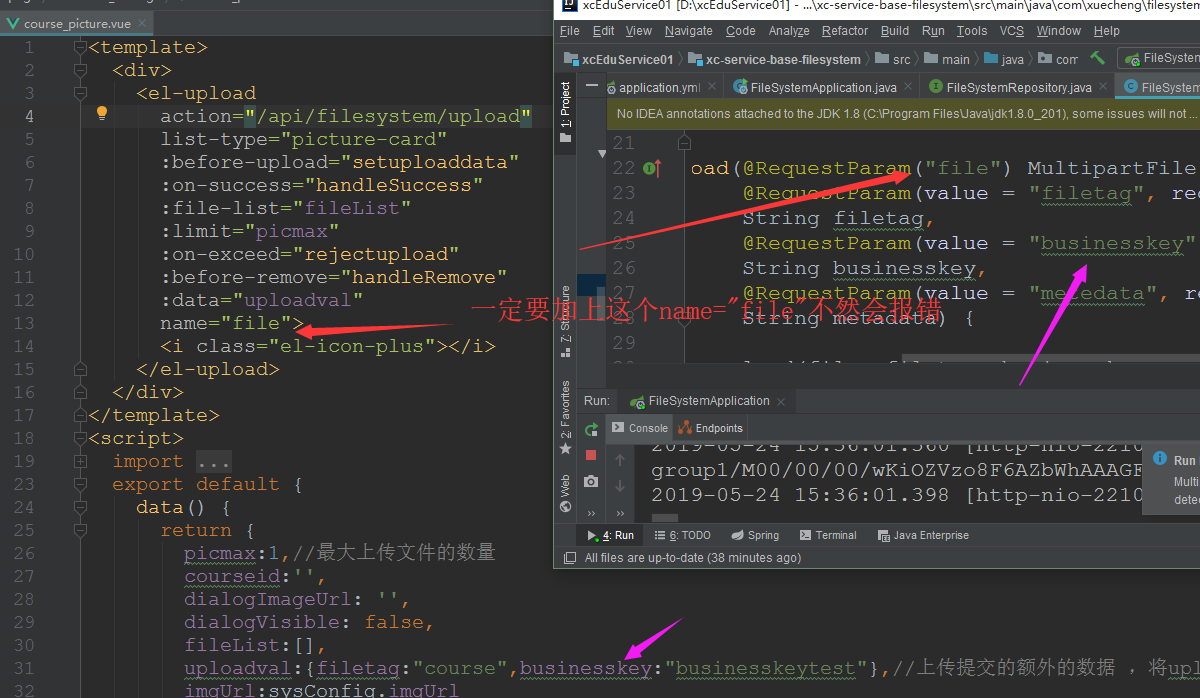 course_picture.vue
1 <template>
2 <div>
3 <el-upload
4 action="/api/filesystem/upload"
5 list-type="picture-card"
6 :before-upload="setuploaddata"
7 :on-success="handleSuccess"
8 :file-list="fileList"
9 :limit="picmax"
10 :on-exceed="rejectupload"
11 :before-remove="handleRemove"
12 :data="uploadval"
13 name="file">
14 <i class="el-icon-plus"></i>
15 </el-upload>
16 </div>
17 </template>
18 <script>
19 import ...
23 export default {
24 data() {
25 return {
26 picmax:1,//最大上传文件的数量
27 courseid:'',
28 dialogImageUrl: '',
29 dialogVisible: false,
30 fileList:[],
31 uploadval:{filetag:"course",businesskey:"businesskeytest"},//上传提交的额外的数据 ，将upl
32 imgUrl:sysConfig.imgUrl
xcEduService01 [D:\xcEduService01] - ...\xc-service-base-filesystem\src\main\java\com\xuecheng\filesystem
File Edit View Navigate Code Analyze Refactor Build Run Tools VCS Window Help
xcEduService01 xc-service-base-filesystem src main java com FileSystem
application.yml FileSystemApplication.java FileSystemRepository.java FileSystem
No IDEA annotations attached to the JDK 1.8 (C:\Program Files\Java\jdk1.8.0_201), some issues will not ...
1: Project
21
22 oad(@RequestParam("file") MultipartFile
23 @RequestParam(value = "filetag", re
24 String filetag,
25 @RequestParam(value = "businesskey"
26 String businesskey,
27 @RequestParam(value = "metedata", re
String metadata) {
29
一定要加上这个name="file"不然会报错
7: Structure
2: Favorites
Web
Run: FileSystemApplication
Console Endpoints
2019-05-24 15:36:01.360 [http-nio-2210
group1/M00/00/00/wKiOZVzo8F6AZbWhAAAGF
2019-05-24 15:36:01.398 [http-nio-2210
Run
Multi
dete
4: Run 6: TODO Spring Terminal Java Enterprise
All files are up-to-date (38 minutes ago)